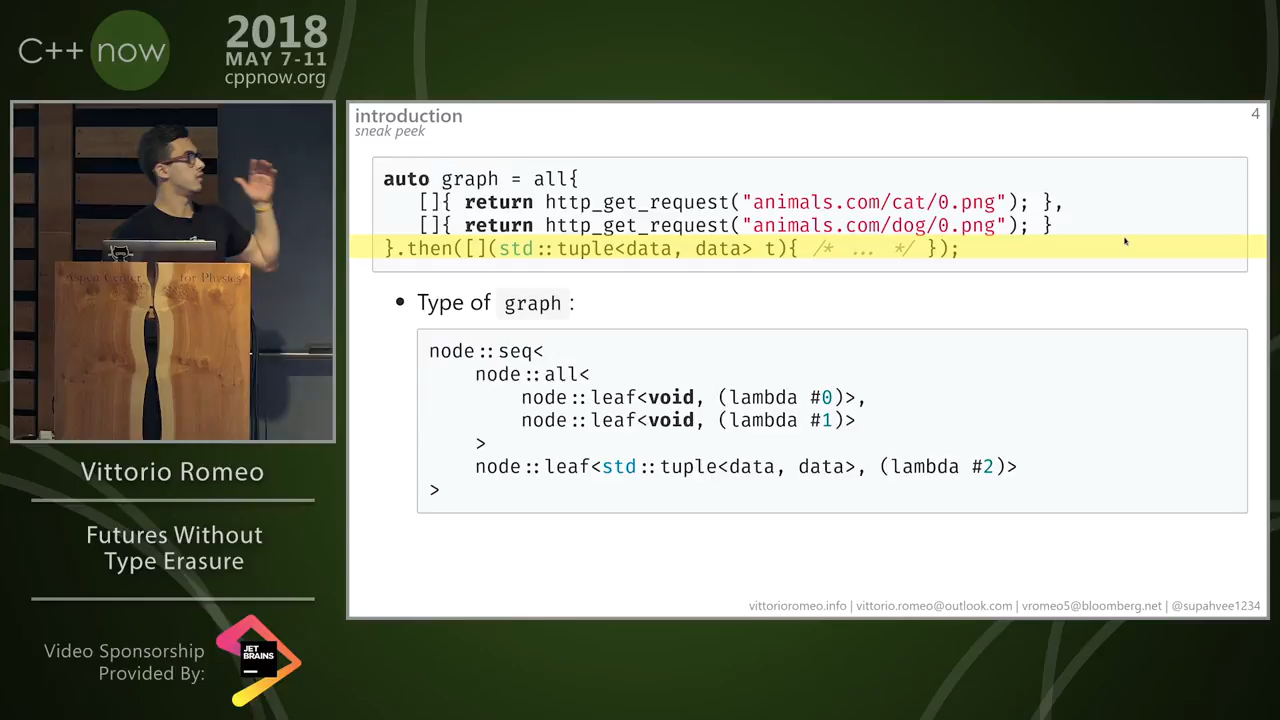 C++ now
2018
MAY 7-11
cppnow.org
introduction
sneak peek
4
auto graph = all{
[]{ return http_get_request("animals.com/cat/0.png"); },
[]{ return http_get_request("animals.com/dog/0.png"); }
}.then([](std::tuple<data, data> t){ /* ... */ });
• Type of graph:
node::seq<
node::all<
node::leaf<void, (lambda #0)>,
node::leaf<void, (lambda #1)>
>
node::leaf<std::tuple<data, data>, (lambda #2)>
>
vittorioromeo.info | vittorio.romeo@outlook.com | vromeo5@bloomberg.net | @supahvee1234
Aspen Center for Physics
Vittorio Romeo
Futures Without
Type Erasure
Video Sponsorship
Provided By:
JET
BRAINS